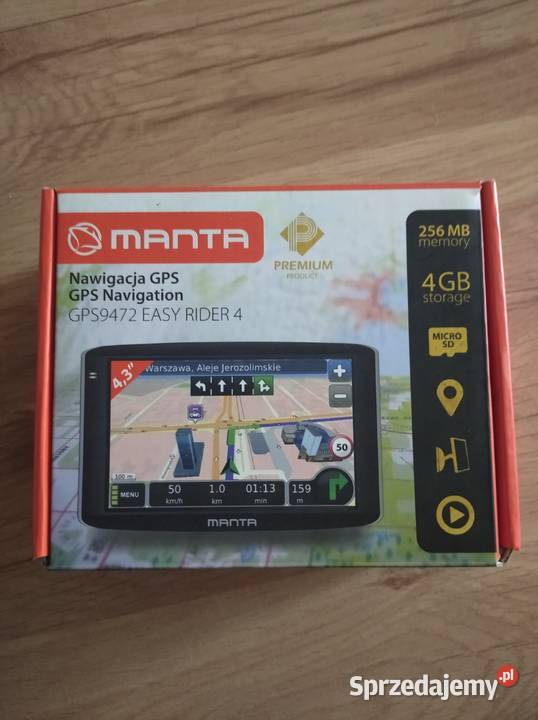 MANTA
PREMIUM
PRODUCT
Nawigacja GPS
GPS Navigation
GPS9472 EASY RIDER 4
256 MB
memory
4GB
storage
MICRO
SD
4,3"
Warszawa, Aleje Jerozolimskie
+
−
50
100 m
MENU
50
km/h
1.0
km
01:13
min
159
m
MANTA
Sprzedajemy.pl